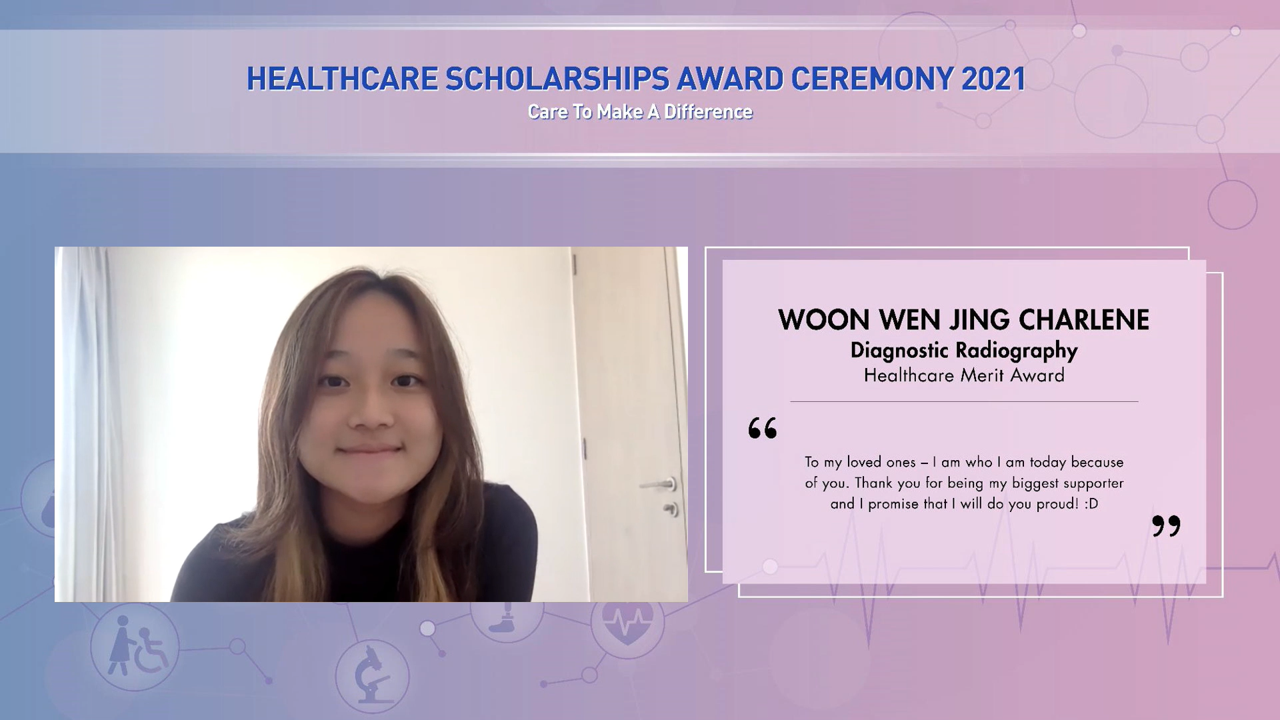 HEALTHCARE SCHOLARSHIPS AWARD CEREMONY 2021
Care To Make A Difference
WOON WEN JING CHARLENE
Diagnostic Radiography
Healthcare Merit Award
“
To my loved ones – I am who I am today because
of you. Thank you for being my biggest supporter
and I promise that I will do you proud! :D
”